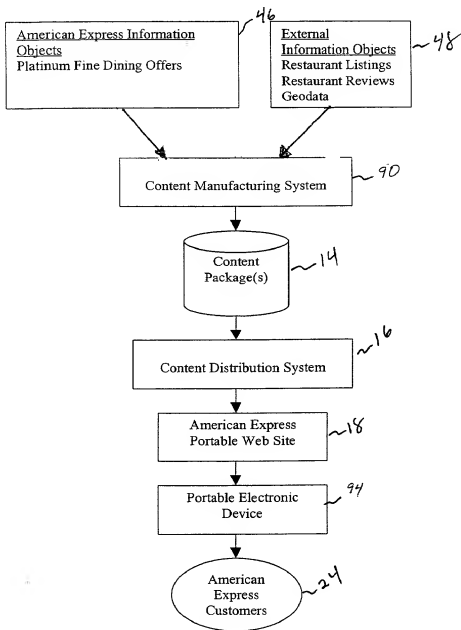 American Express Information
Objects
Platinum Fine Dining Offers
46
External
Information Objects
Restaurant Listings
Restaurant Reviews
Geodata
48
Content Manufacturing System
90
Content
Package(s)
14
Content Distribution System
16
American Express
Portable Web Site
18
Portable Electronic
Device
94
American
Express
Customers
24